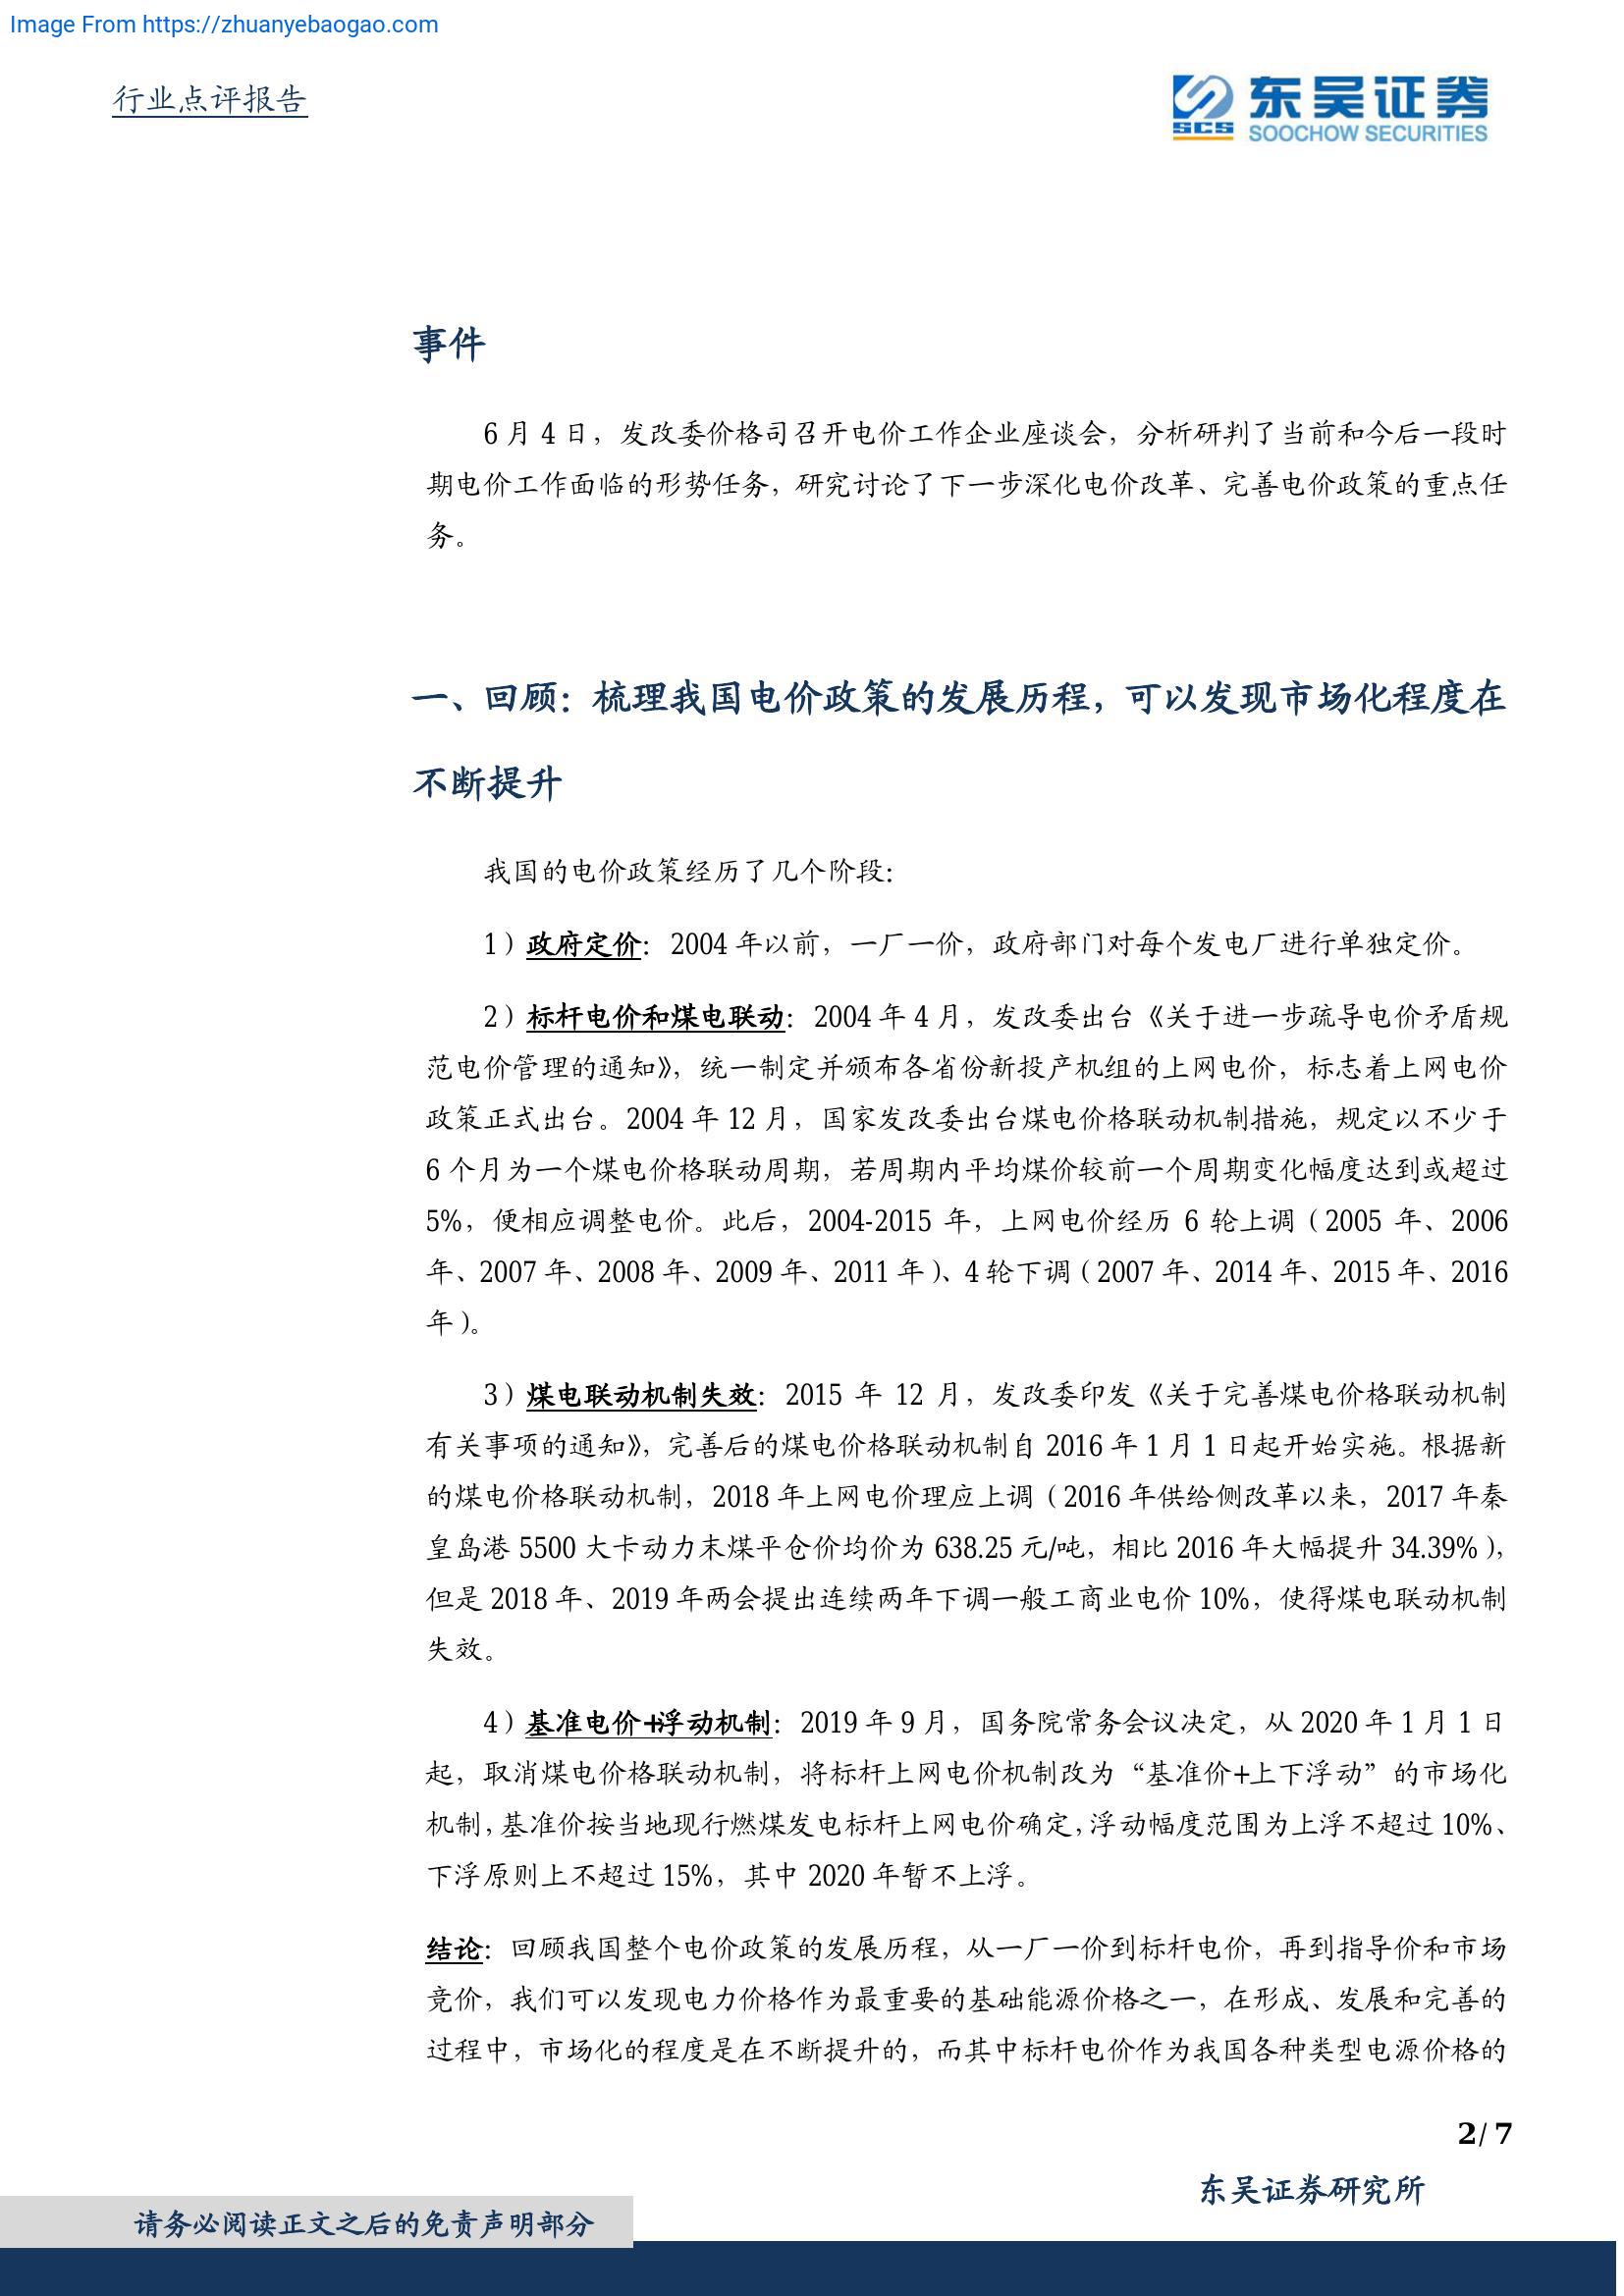 Image From https://zhuanyebaogao.com
行业点评报告
SCS
东吴证券
SOOCHOW SECURITIES
事件
6 月 4 日，发改委价格司召开电价工作企业座谈会，分析研判了当前和今后一段时
期电价工作面临的形势任务，研究讨论了下一步深化电价改革、完善电价政策的重点任
务。
一、回顾：梳理我国电价政策的发展历程，可以发现市场化程度在
不断提升
我国的电价政策经历了几个阶段：
1）政府定价：2004 年以前，一厂一价，政府部门对每个发电厂进行单独定价。
2）标杆电价和煤电联动：2004 年 4 月，发改委出台《关于进一步疏导电价矛盾规
范电价管理的通知》，统一制定并颁布各省份新投产机组的上网电价，标志着上网电价
政策正式出台。2004 年 12 月，国家发改委出台煤电价格联动机制措施，规定以不少于
6 个月为一个煤电价格联动周期，若周期内平均煤价较前一个周期变化幅度达到或超过
5%，便相应调整电价。此后，2004-2015 年，上网电价经历 6 轮上调（2005 年、2006
年、2007 年、2008 年、2009 年、2011 年）、4 轮下调（2007 年、2014 年、2015 年、2016
年）。
3）煤电联动机制失效：2015 年 12 月，发改委印发《关于完善煤电价格联动机制
有关事项的通知》，完善后的煤电价格联动机制自 2016 年 1 月 1 日起开始实施。根据新
的煤电价格联动机制，2018 年上网电价理应上调（2016 年供给侧改革以来，2017 年秦
皇岛港 5500 大卡动力末煤平仓价均价为 638.25 元/吨，相比 2016 年大幅提升 34.39%），
但是 2018 年、2019 年两会提出连续两年下调一般工商业电价 10%，使得煤电联动机制
失效。
4）基准电价+浮动机制：2019 年 9 月，国务院常务会议决定，从 2020 年 1 月 1 日
起，取消煤电价格联动机制，将标杆上网电价机制改为“基准价+上下浮动”的市场化
机制，基准价按当地现行燃煤发电标杆上网电价确定，浮动幅度范围为上浮不超过 10%、
下浮原则上不超过 15%，其中 2020 年暂不上浮。
结论：回顾我国整个电价政策的发展历程，从一厂一价到标杆电价，再到指导价和市场
竞价，我们可以发现电力价格作为最重要的基础能源价格之一，在形成、发展和完善的
过程中，市场化的程度是在不断提升的，而其中标杆电价作为我国各种类型电源价格的
2/ 7
东吴证券研究所
请务必阅读正文之后的免责声明部分